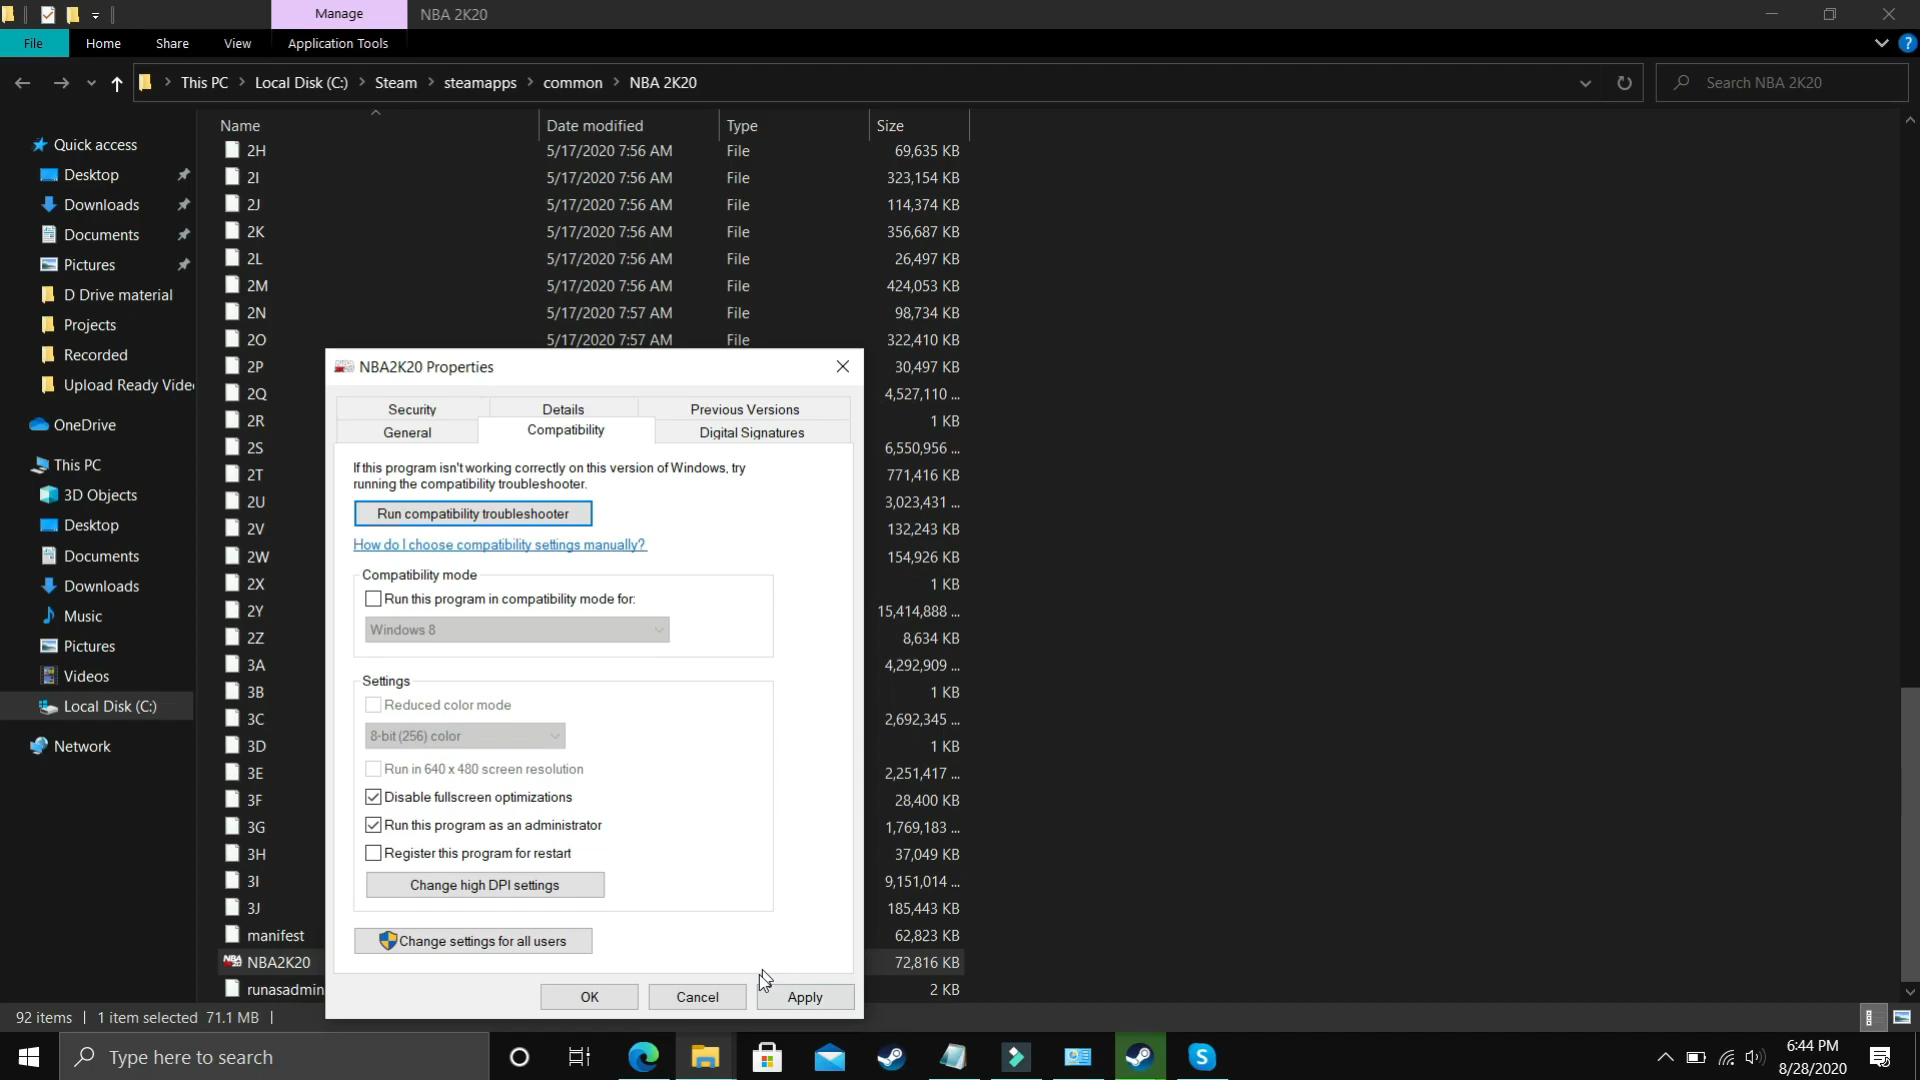 Manage
NBA 2K20
File
Home
Share
View
Application Tools
This PC
Local Disk (C:)
Steam
steamapps
common
NBA 2K20
Search NBA 2K20
Quick access
Desktop
Downloads
Documents
Pictures
D Drive material
Projects
Recorded
Upload Ready Vide
OneDrive
This PC
3D Objects
Desktop
Documents
Downloads
Music
Pictures
Videos
Local Disk (C:)
Network
Name Date modified Type Size
2H 5/17/2020 7:56 AM File 69,635 KB
2I 5/17/2020 7:56 AM File 323,154 KB
2J 5/17/2020 7:56 AM File 114,374 KB
2K 5/17/2020 7:56 AM File 356,687 KB
2L 5/17/2020 7:56 AM File 26,497 KB
2M 5/17/2020 7:56 AM File 424,053 KB
2N 5/17/2020 7:57 AM File 98,734 KB
2O 5/17/2020 7:57 AM File 322,410 KB
2P 30,497 KB
2Q 4,527,110 ...
2R 1 KB
2S 6,550,956 ...
2T 771,416 KB
2U 3,023,431 ...
2V 132,243 KB
2W 154,926 KB
2X 1 KB
2Y 15,414,888 ...
2Z 8,634 KB
3A 4,292,909 ...
3B 1 KB
3C 2,692,345 ...
3D 1 KB
3E 2,251,417 ...
3F 28,400 KB
3G 1,769,183 ...
3H 37,049 KB
3I 9,151,014 ...
3J 185,443 KB
manifest 62,823 KB
NBA2K20 72,816 KB
runasadmin 2 KB
NBA2K20 Properties
Security
Details
Previous Versions
General
Compatibility
Digital Signatures
If this program isn't working correctly on this version of Windows, try
running the compatibility troubleshooter.
Run compatibility troubleshooter
How do I choose compatibility settings manually?
Compatibility mode
Run this program in compatibility mode for:
Windows 8
Settings
Reduced color mode
8-bit (256) color
Run in 640 x 480 screen resolution
Disable fullscreen optimizations
Run this program as an administrator
Register this program for restart
Change high DPI settings
Change settings for all users
OK
Cancel
Apply
92 items
1 item selected 71.1 MB
Type here to search
6:44 PM
8/28/2020